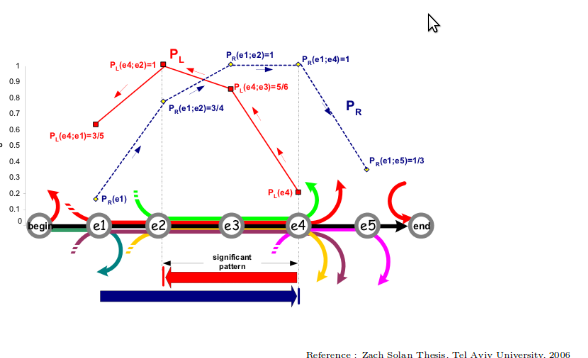 P_L
P_L(e4;e2)=1
P_R(e1;e2)=1
P_R(e1;e4)=1
1
0.9
0.8
0.7
0.6
0.5
0.4
0.3
0.2
0.1
0
P_L(e4;e3)=5/6
P_R(e1;e2)=3/4
P_R
P_L(e4;e1)=3/5
P_R(e1;e5)=1/3
P_R(e1)
P_L(e4)
begin e1 e2 e3 e4 e5 end
significant
pattern
Reference : Zach Solan Thesis, Tel Aviv University, 2006